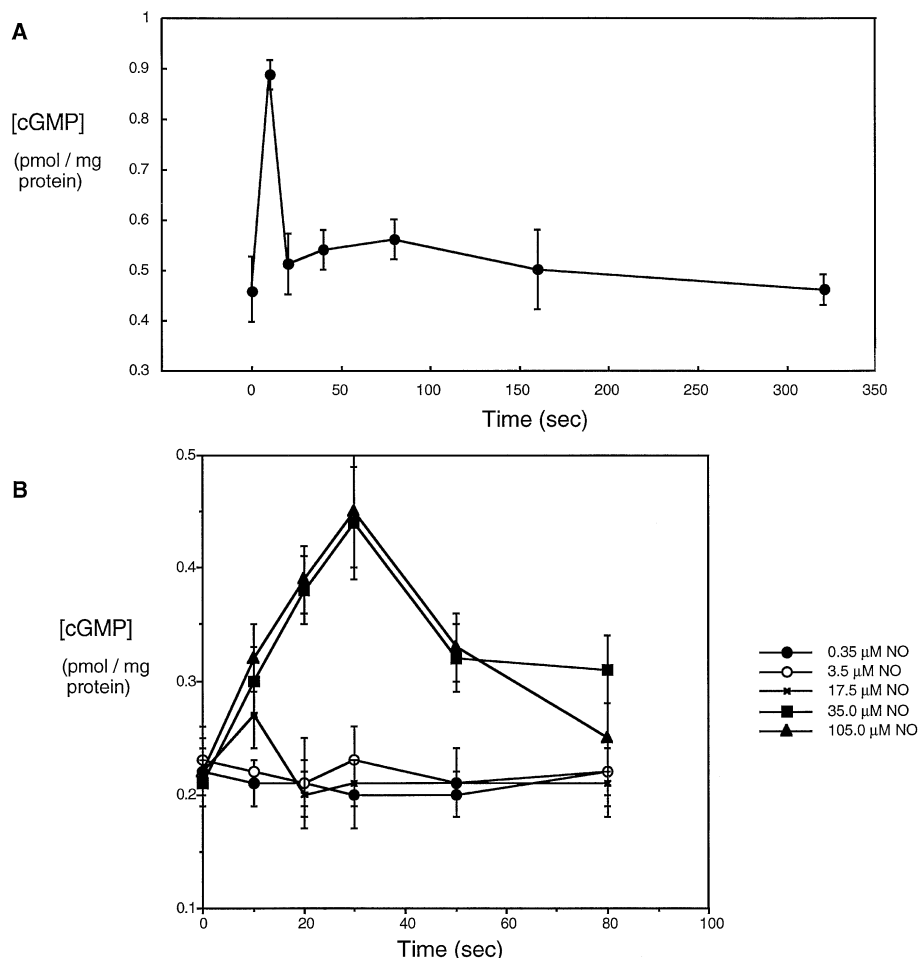 A
[cGMP]
(pmol / mg
protein)
1
0.9
0.8
0.7
0.6
0.5
0.4
0.3
0
50
100
150
200
250
300
350
Time (sec)
B
[cGMP]
(pmol / mg
protein)
0.5
0.4
0.3
0.2
0.1
0
20
40
60
80
100
Time (sec)
0.35 µM NO
3.5 µM NO
17.5 µM NO
35.0 µM NO
105.0 µM NO